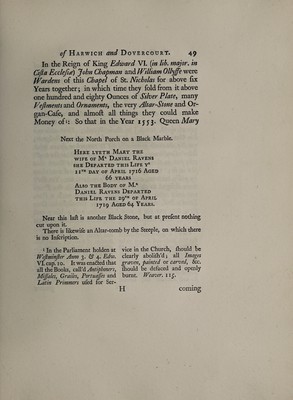 of HARWICH and DOVERCOURT. 49
In the Reign of King Edward VI. (in lib. major. in
Cista Ecclesiæ) John Chapman and William Ollyffe were
Wardens of this Chapel of St. Nicholas for above six
Years together; in which time they sold from it above
one hundred and eighty Ounces of Silver Plate, many
Vestments and Ornaments, the very Altar-Stone and Or-
gan-Case, and almost all things they could make
Money of: So that in the Year 1553. Queen Mary
Next the North Porch on a Black Marble.
HERE LYETH MARY THE
WIFE OF Mr DANIEL RAVENS
SHE DEPARTED THIS LIFE Ye
11th DAY OF APRIL 1716 AGED
66 YEARS
ALSO THE BODY OF M.r
DANIEL RAVENS DEPARTED
THIS LIFE THE 29th OF APRIL
1719 AGED 64 YEARS.
Near this last is another Black Stone, but at present nothing
cut upon it.
There is likewise an Altar-tomb by the Steeple, on which there
is no Inscription.
In the Parliament holden at
Westminster Anno 3. & 4. Edw.
VI. cap. 10. It was enacted that
all the Books, call'd Antiphoners,
Missales, Grailes, Portuasses and
Latin Primmers used for Ser-
vice in the Church, should be
clearly abolish'd; all Images
graven, painted or carved, &c.
should be defaced and openly
burnt. Weever. 115.
H coming